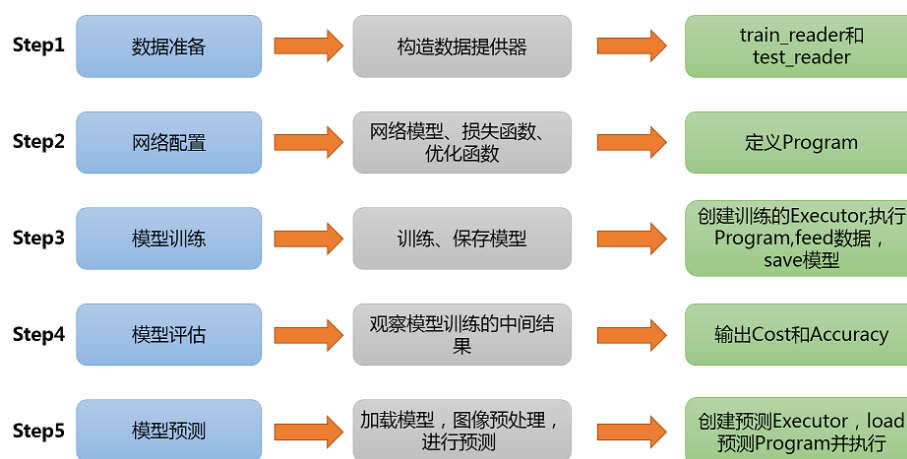 Step1
数据准备
构造数据提供器
train_reader和
test_reader
Step2
网络配置
网络模型、损失函数、
优化函数
定义Program
Step3
模型训练
训练、保存模型
创建训练的Executor,执行
Program,feed数据，
save模型
Step4
模型评估
观察模型训练的中间结
果
输出Cost和Accuracy
Step5
模型预测
加载模型，图像预处理，
进行预测
创建预测Executor，load
预测Program并执行